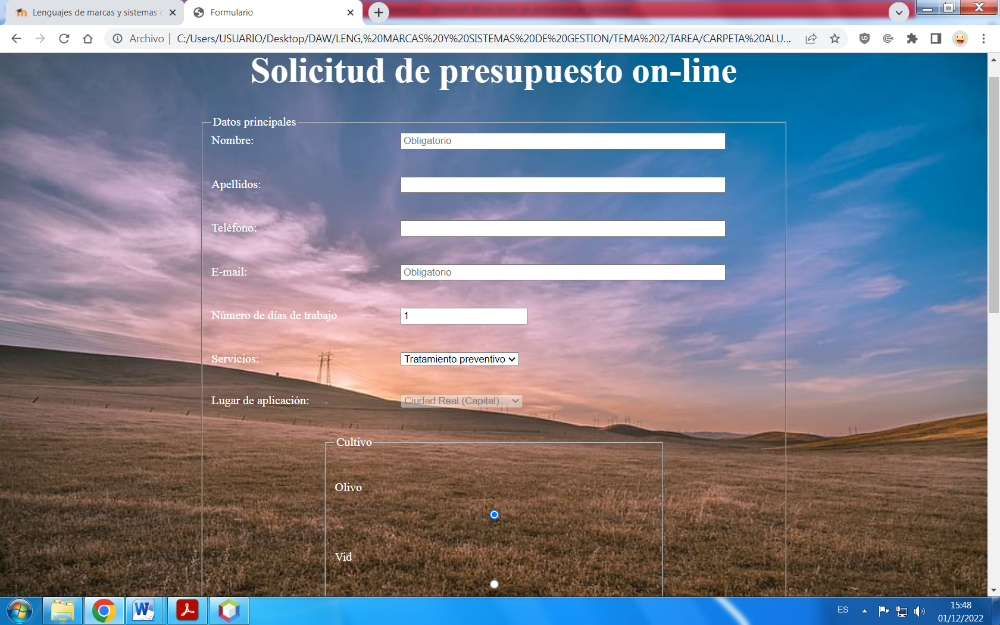 Lenguajes de marcas y sistemas
Formulario
Archivo
C:/Users/USUARIO/Desktop/DAW/LENG,%20MARCAS%20Y%20SISTEMAS%20DE%20GESTION/TEMA%202/TAREA/CARPETA%20ALU...
Solicitud de presupuesto on-line
Datos principales
Nombre:
Obligatorio
Apellidos:
Teléfono:
E-mail:
Obligatorio
Número de días de trabajo
1
Servicios:
Tratamiento preventivo
Lugar de aplicación:
Ciudad Real (Capital)
Cultivo
Olivo
Vid
ES
15:48
01/12/2022